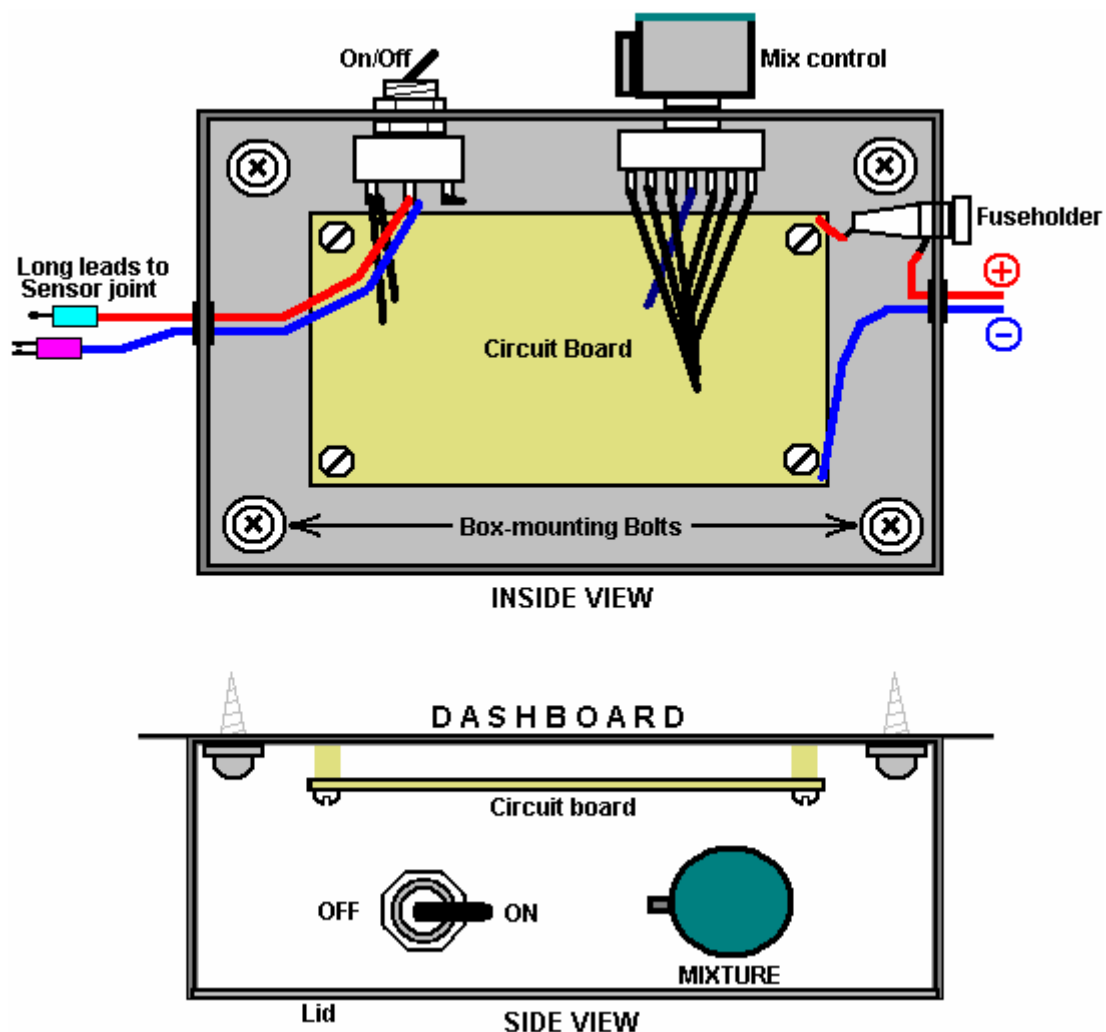 On/Off
Mix control
Fuseholder
Long leads to
Sensor joint
+
−
Circuit Board
Box-mounting Bolts
INSIDE VIEW
DASHBOARD
Circuit board
OFF
ON
MIXTURE
Lid
SIDE VIEW